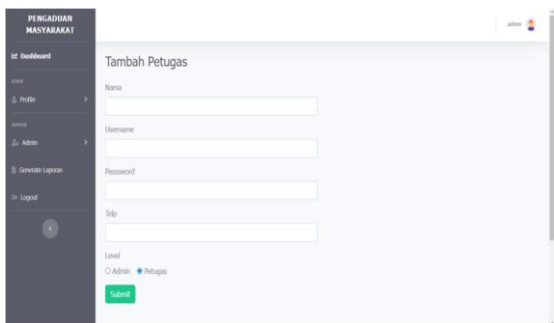 PENGADUAN
MASYARAKAT
admin
Dashboard
Tambah Petugas
Nama
Profile
Username
Admin
Password
Generate Laporan
Logout
Telp
Level
Admin Petugas
Submit